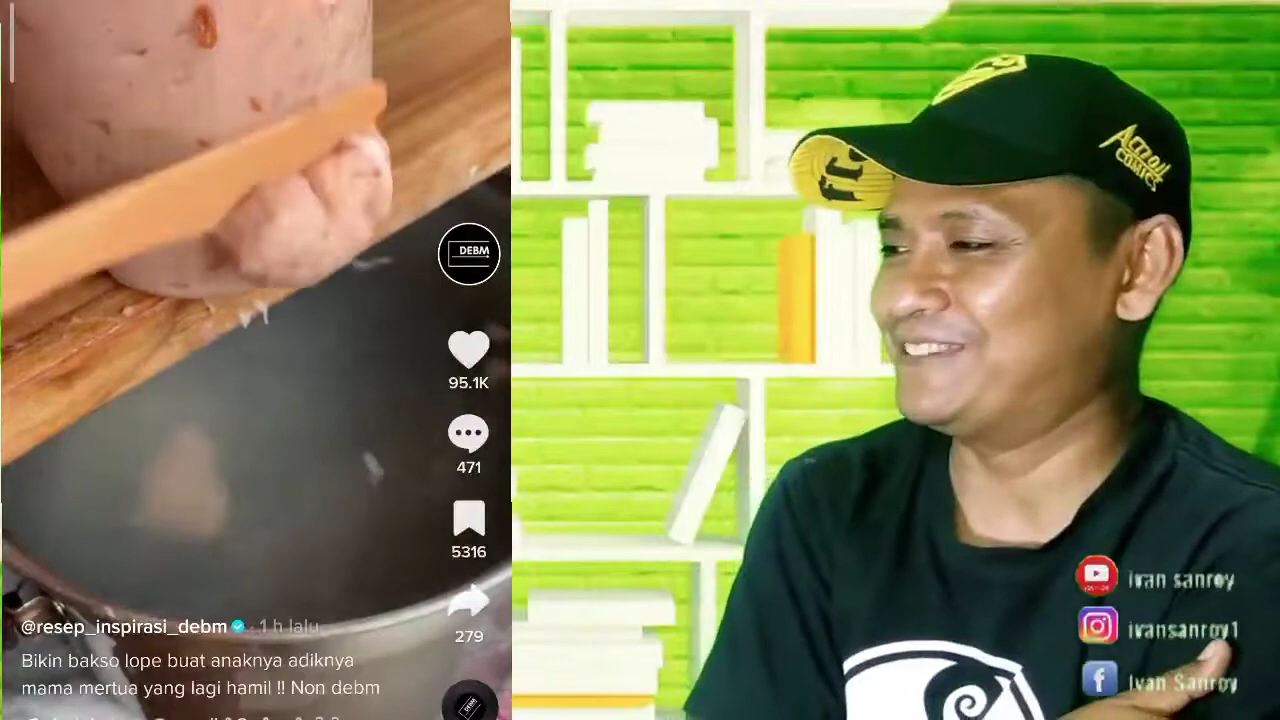 DEBM
95.1K
471
5316
279
@resep_inspirasi_debm 1 h lalu
Bikin bakso lope buat anaknya adiknya
mama mertua yang lagi hamil !! Non debm
COMICS
ivan sanroy
ivansanroy1
Ivan Sanroy